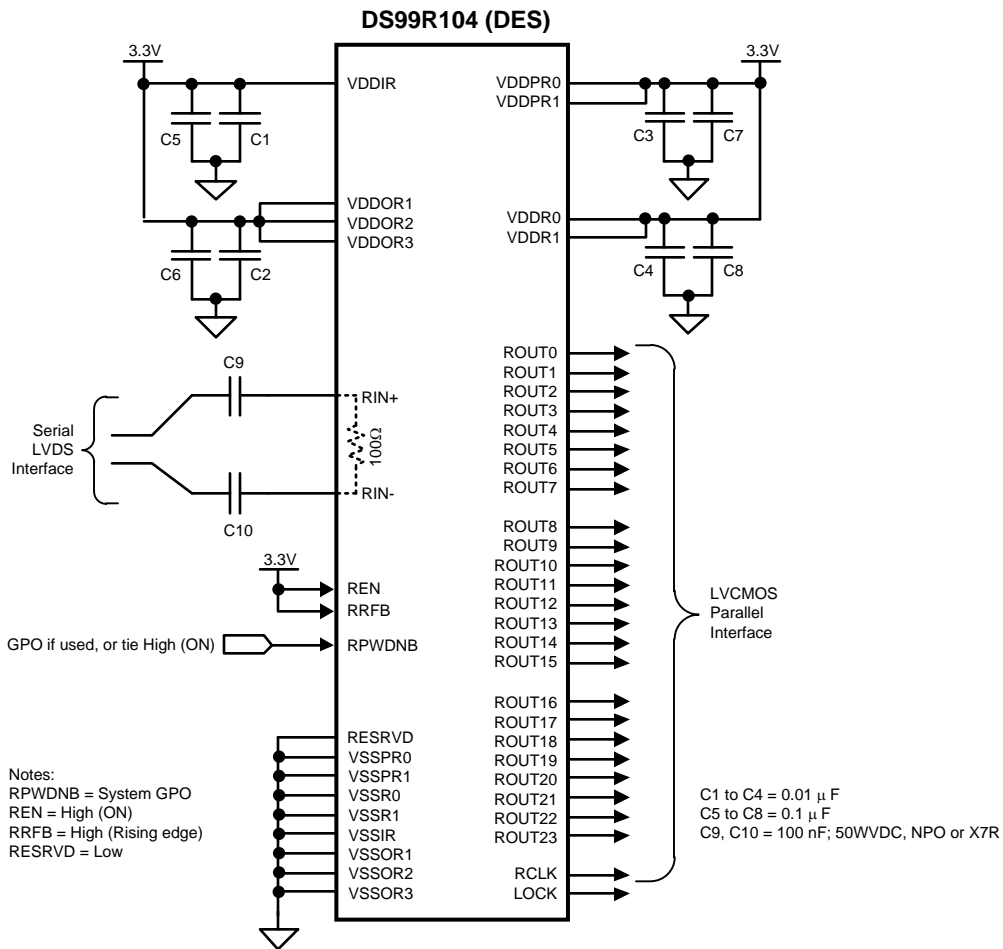 DS99R104 (DES)
3.3V
VDDIR
C5
C1
VDDOR1
VDDOR2
VDDOR3
C6
C2
3.3V
VDDPR0
VDDPR1
C3
C7
VDDR0
VDDR1
C4
C8
C9
RIN+
Serial
LVDS
Interface
100Ω
RIN-
C10
3.3V
REN
RRFB
GPO if used, or tie High (ON)
RPWDNB
RESRVD
VSSPR0
VSSPR1
VSSR0
VSSR1
VSSIR
VSSOR1
VSSOR2
VSSOR3
ROUT0
ROUT1
ROUT2
ROUT3
ROUT4
ROUT5
ROUT6
ROUT7
ROUT8
ROUT9
ROUT10
ROUT11
ROUT12
ROUT13
ROUT14
ROUT15
ROUT16
ROUT17
ROUT18
ROUT19
ROUT20
ROUT21
ROUT22
ROUT23
RCLK
LOCK
LVCMOS
Parallel
Interface
Notes:
RPWDNB = System GPO
REN = High (ON)
RRFB = High (Rising edge)
RESRVD = Low
C1 to C4 = 0.01 μF
C5 to C8 = 0.1 μF
C9, C10 = 100 nF; 50WVDC, NPO or X7R